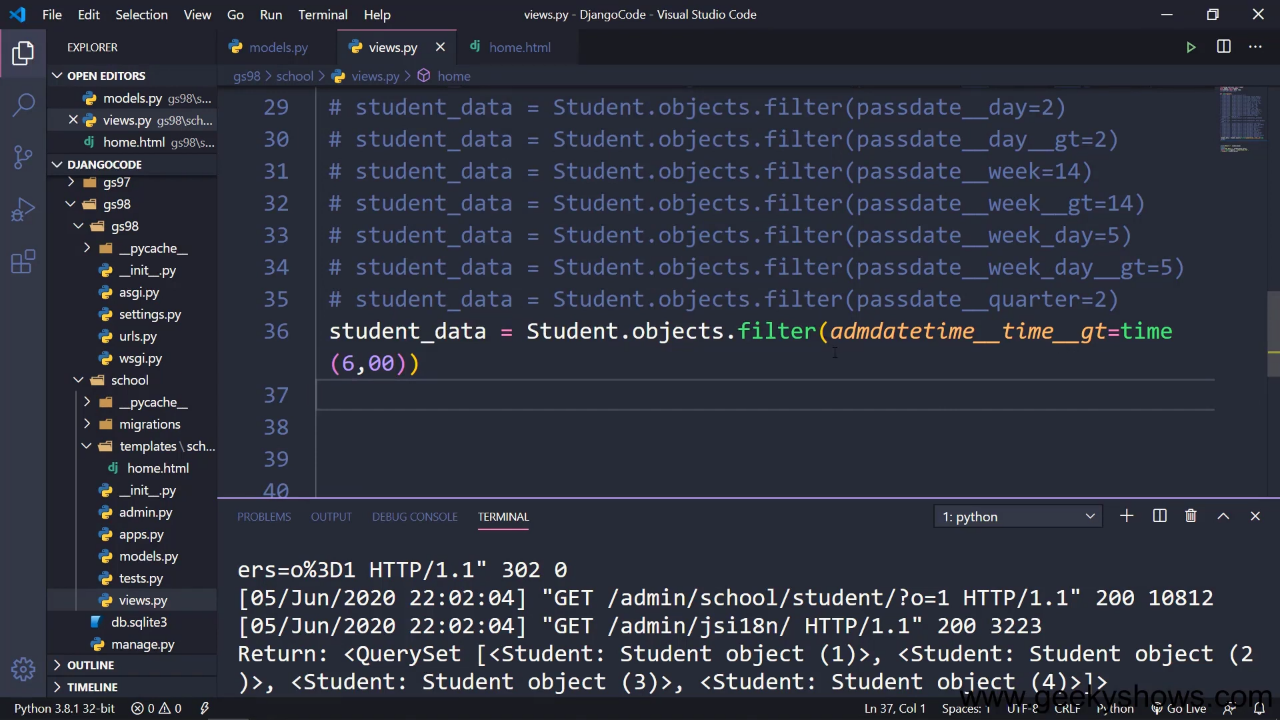 File Edit Selection View Go Run Terminal Help views.py - DjangoCode - Visual Studio Code
EXPLORER models.py views.py home.html
gs98 > school > views.py > home
OPEN EDITORS
models.py gs98\s...
views.py gs98\sch...
home.html gs98\s...
DJANGOCODE
gs97
gs98
gs98
__pycache__
__init__.py
asgi.py
settings.py
urls.py
wsgi.py
school
__pycache__
migrations
templates \ sch...
home.html
__init__.py
admin.py
apps.py
models.py
tests.py
views.py
db.sqlite3
manage.py
OUTLINE
TIMELINE
29 # student_data = Student.objects.filter(passdate__day=2)
30 # student_data = Student.objects.filter(passdate__day__gt=2)
31 # student_data = Student.objects.filter(passdate__week=14)
32 # student_data = Student.objects.filter(passdate__week__gt=14)
33 # student_data = Student.objects.filter(passdate__week_day=5)
34 # student_data = Student.objects.filter(passdate__week_day__gt=5)
35 # student_data = Student.objects.filter(passdate__quarter=2)
36 student_data = Student.objects.filter(admdatetime__time__gt=time
(6,00))
37
38
39
40
PROBLEMS OUTPUT DEBUG CONSOLE TERMINAL 1: python
ers=o%3D1 HTTP/1.1" 302 0
[05/Jun/2020 22:02:04] "GET /admin/school/student/?o=1 HTTP/1.1" 200 10812
[05/Jun/2020 22:02:04] "GET /admin/jsi18n/ HTTP/1.1" 200 3223
Return: <QuerySet [<Student: Student object (1)>, <Student: Student object (2
)>, <Student: Student object (3)>, <Student: Student object (4)>]>
www.geekyshows.com
Python 3.8.1 32-bit 0 0 Ln 37, Col 1 Spaces: 1 UTF-8 CRLF Python Go Live